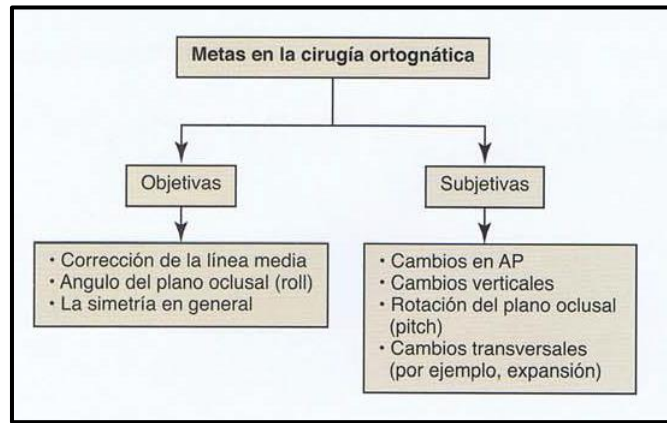 Metas en la cirugía ortognática
Objetivas
Subjetivas
• Corrección de la línea media
• Angulo del plano oclusal (roll)
• La simetría en general
• Cambios en AP
• Cambios verticales
• Rotación del plano oclusal
(pitch)
• Cambios transversales
(por ejemplo, expansión)